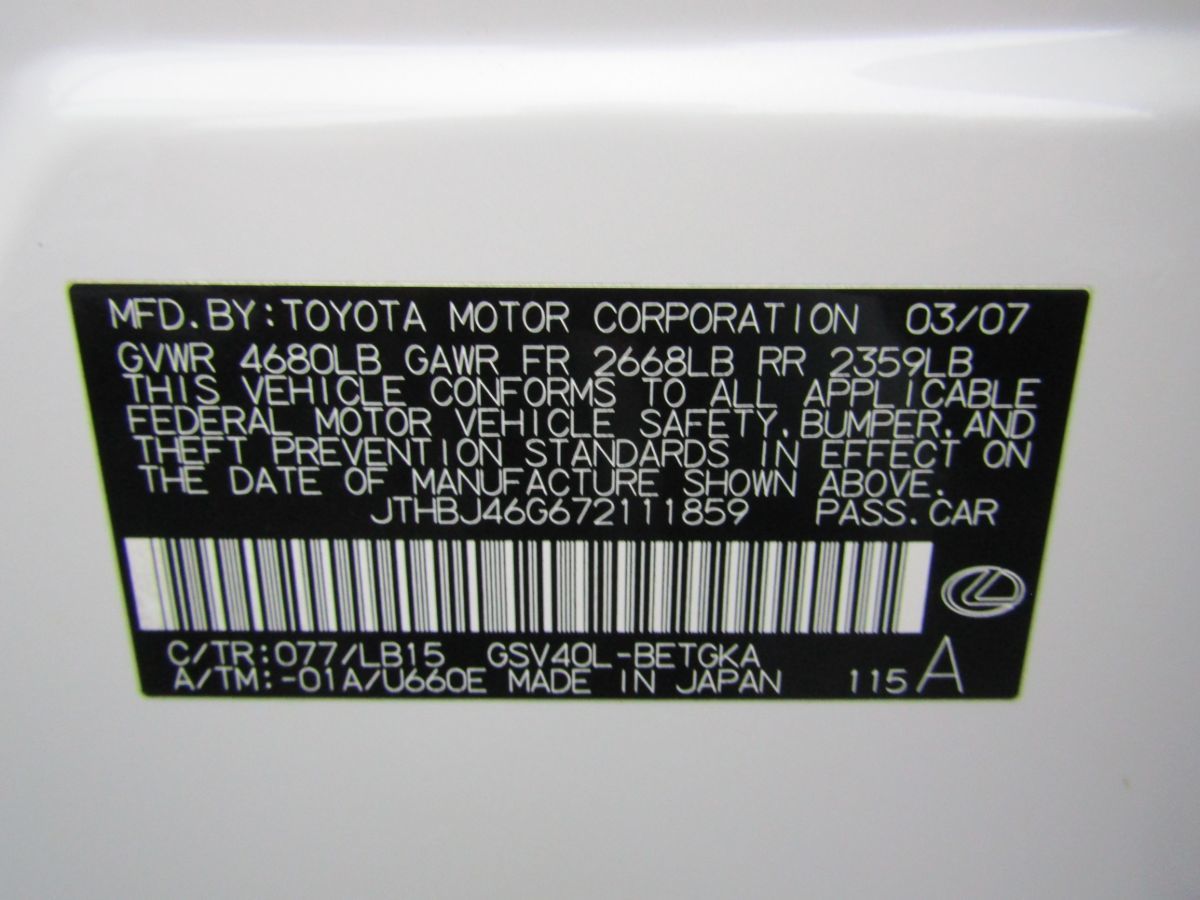 MFD.BY:TOYOTA MOTOR CORPORATION 03/07
GVWR 4680LB GAWR FR 2668LB RR 2359LB
THIS VEHICLE CONFORMS TO ALL APPLICABLE
FEDERAL MOTOR VEHICLE SAFETY,BUMPER,AND
THEFT PREVENTION STANDARDS IN EFFECT ON
THE DATE OF MANUFACTURE SHOWN ABOVE.
JTHBJ46G672111859 PASS.CAR
C/TR:077/LB15 GSV40L-BETGKA
A/TM:-01A/U660E MADE IN JAPAN 115 A